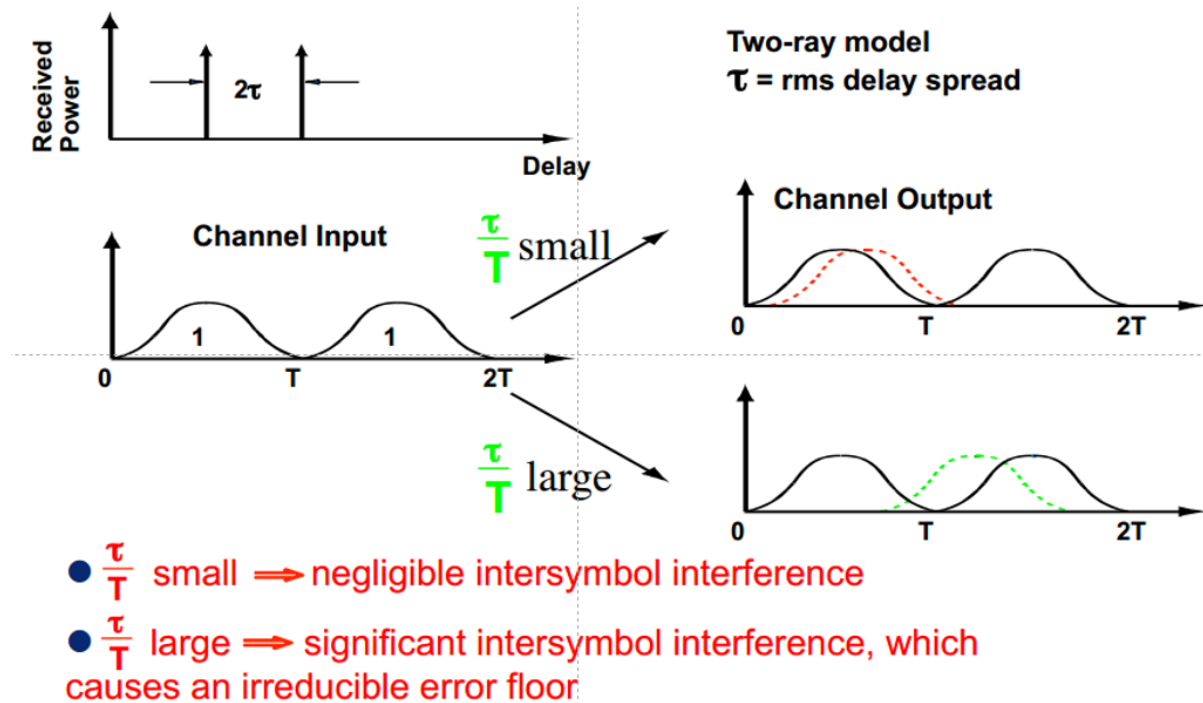 Received
Power
2τ
Delay
Two-ray model
τ = rms delay spread
Channel Input
1
1
0
T
2T
τ
T
small
Channel Output
0
T
2T
τ
T
large
0
T
2T
● τ/T small ⇒ negligible intersymbol interference
● τ/T large ⇒ significant intersymbol interference, which
causes an irreducible error floor